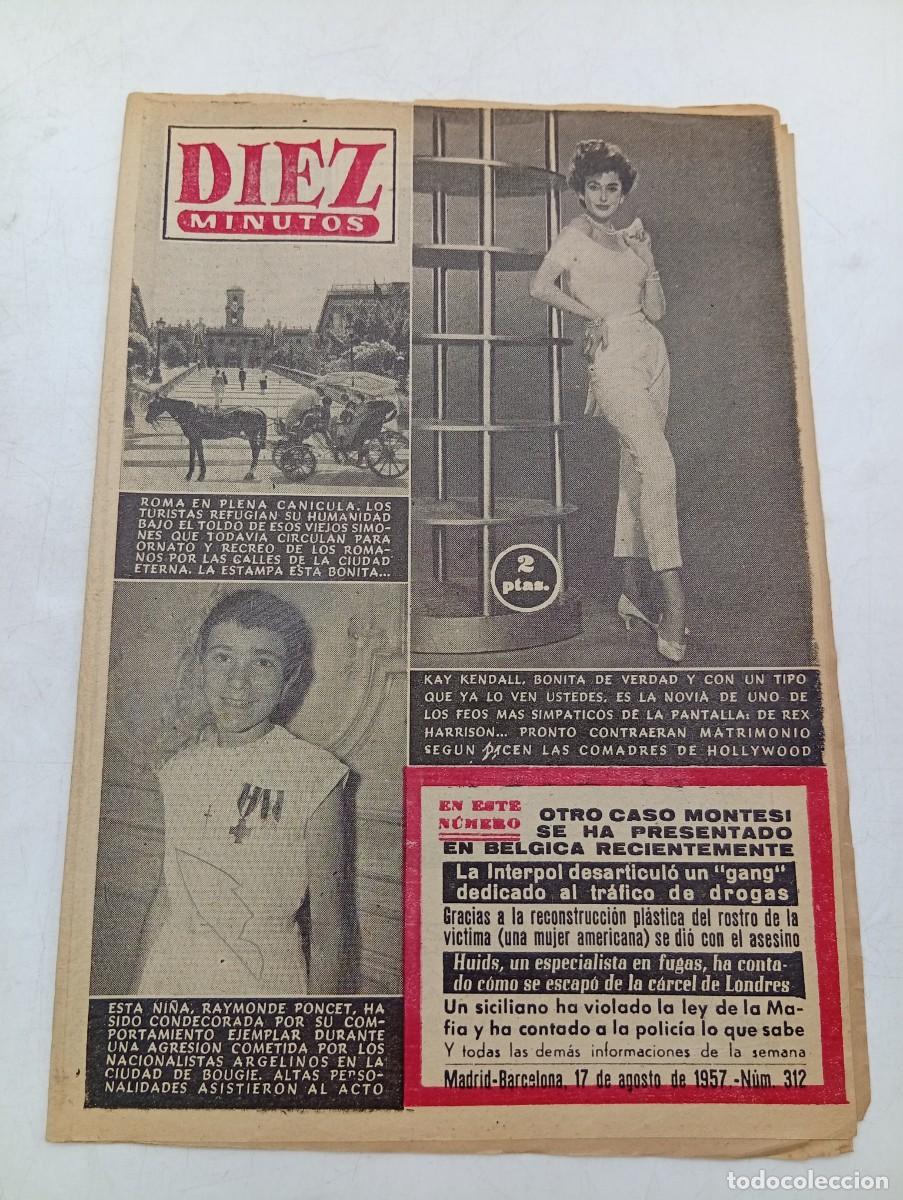 DIEZ
MINUTOS
ROMA EN PLENA CANICULA. LOS
TURISTAS REFUGIAN SU HUMANIDAD
BAJO EL TOLDO DE ESOS VIEJOS SIMO-
NES QUE TODAVIA CIRCULAN PARA
ORNATO Y RECREO DE LOS ROMA-
NOS POR LAS CALLES DE LA CIUDAD
ETERNA. LA ESTAMPA ESTA BONITA...
2
ptas.
KAY KENDALL, BONITA DE VERDAD Y CON UN TIPO
QUE YA LO VEN USTEDES, ES LA NOVIA DE UNO DE
LOS FEOS MAS SIMPATICOS DE LA PANTALLA: DE REX
HARRISON... PRONTO CONTRAERAN MATRIMONIO
SEGUN DICEN LAS COMADRES DE HOLLYWOOD
ESTA NIÑA, RAYMONDE PONCET, HA
SIDO CONDECORADA POR SU COM-
PORTAMIENTO EJEMPLAR DURANTE
UNA AGRESION COMETIDA POR LOS
NACIONALISTAS ARGELINOS EN LA
CIUDAD DE BOUGIE. ALTAS PERSO-
NALIDADES ASISTIERON AL ACTO
EN ESTE
NÚMERO
OTRO CASO MONTESI
SE HA PRESENTADO
EN BELGICA RECIENTEMENTE
La Interpol desarticuló un "gang"
dedicado al tráfico de drogas
Gracias a la reconstrucción plástica del rostro de la
víctima (una mujer americana) se dió con el asesino
Huids, un especialista en fugas, ha conta-
do cómo se escapó de la cárcel de Londres
Un siciliano ha violado la ley de la Ma-
fia y ha contado a la policía lo que sabe
Y todas las demás informaciones de la semana
Madrid-Barcelona, 17 de agosto de 1957.-Núm. 312
todocoleccion